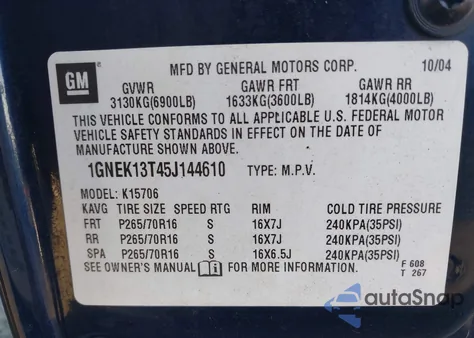 GM
MFD BY GENERAL MOTORS CORP. 10/04
GVWR GAWR FRT GAWR RR
3130KG(6900LB) 1633KG(3600LB) 1814KG(4000LB)
THIS VEHICLE CONFORMS TO ALL APPLICABLE U.S. FEDERAL MOTOR
VEHICLE SAFETY STANDARDS IN EFFECT ON THE DATE OF
MANUFACTURE SHOWN ABOVE.
1GNEK13T45J144610 TYPE: M.P.V.
MODEL: K15706
KAVG TIRE SIZE SPEED RTG RIM COLD TIRE PRESSURE
FRT P265/70R16 S 16X7J 240KPA(35PSI)
RR P265/70R16 S 16X7J 240KPA(35PSI)
SPA P265/70R16 S 16X6.5J 240KPA(35PSI)
SEE OWNER'S MANUAL FOR MORE INFORMATION
F 608
T 267
autoSnap